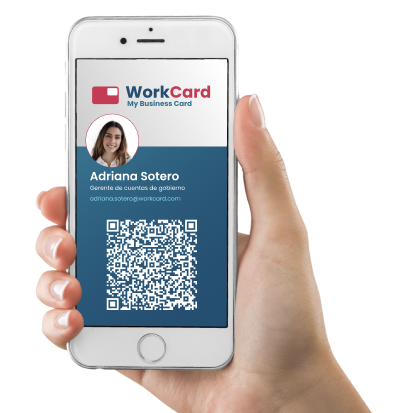 WorkCard
My Business Card
Adriana Sotero
Gerente de cuentas de gobierno
adriana.sotero@workcard.com